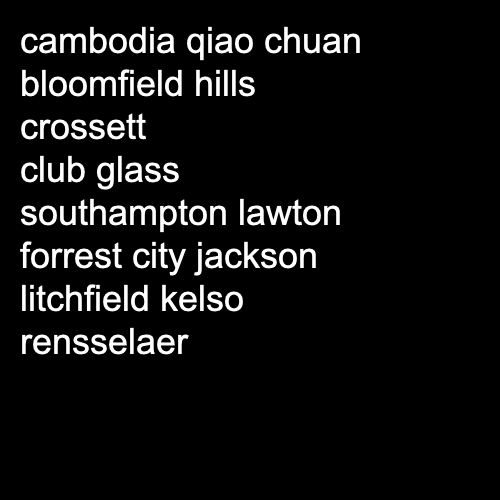 cambodia qiao chuan
bloomfield hills
crossett
club glass
southampton lawton
forrest city jackson
litchfield kelso
rensselaer